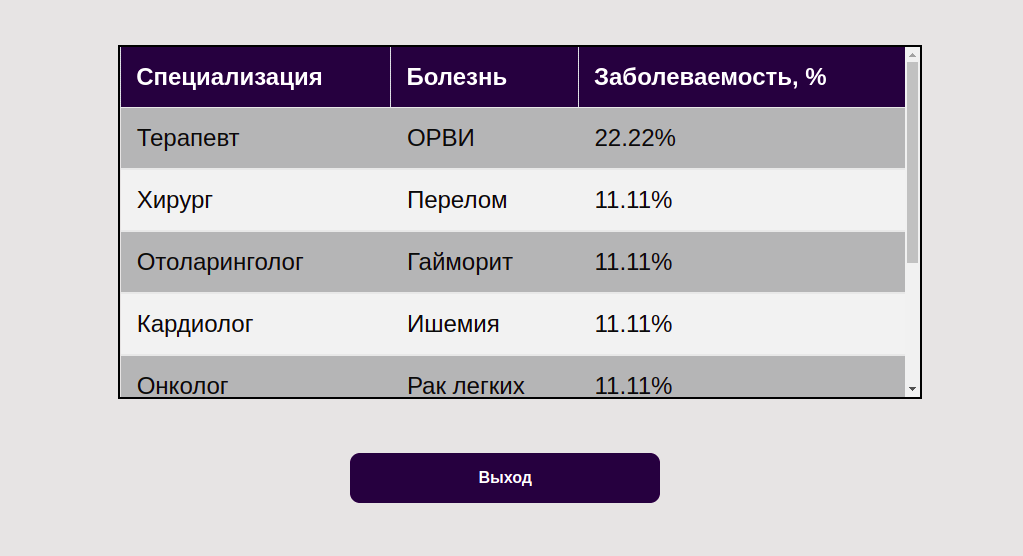 Специализация Болезнь Заболеваемость, %
Терапевт ОРВИ 22.22%
Хирург Перелом 11.11%
Отоларинголог Гайморит 11.11%
Кардиолог Ишемия 11.11%
Онколог Рак легких 11.11%
Выход